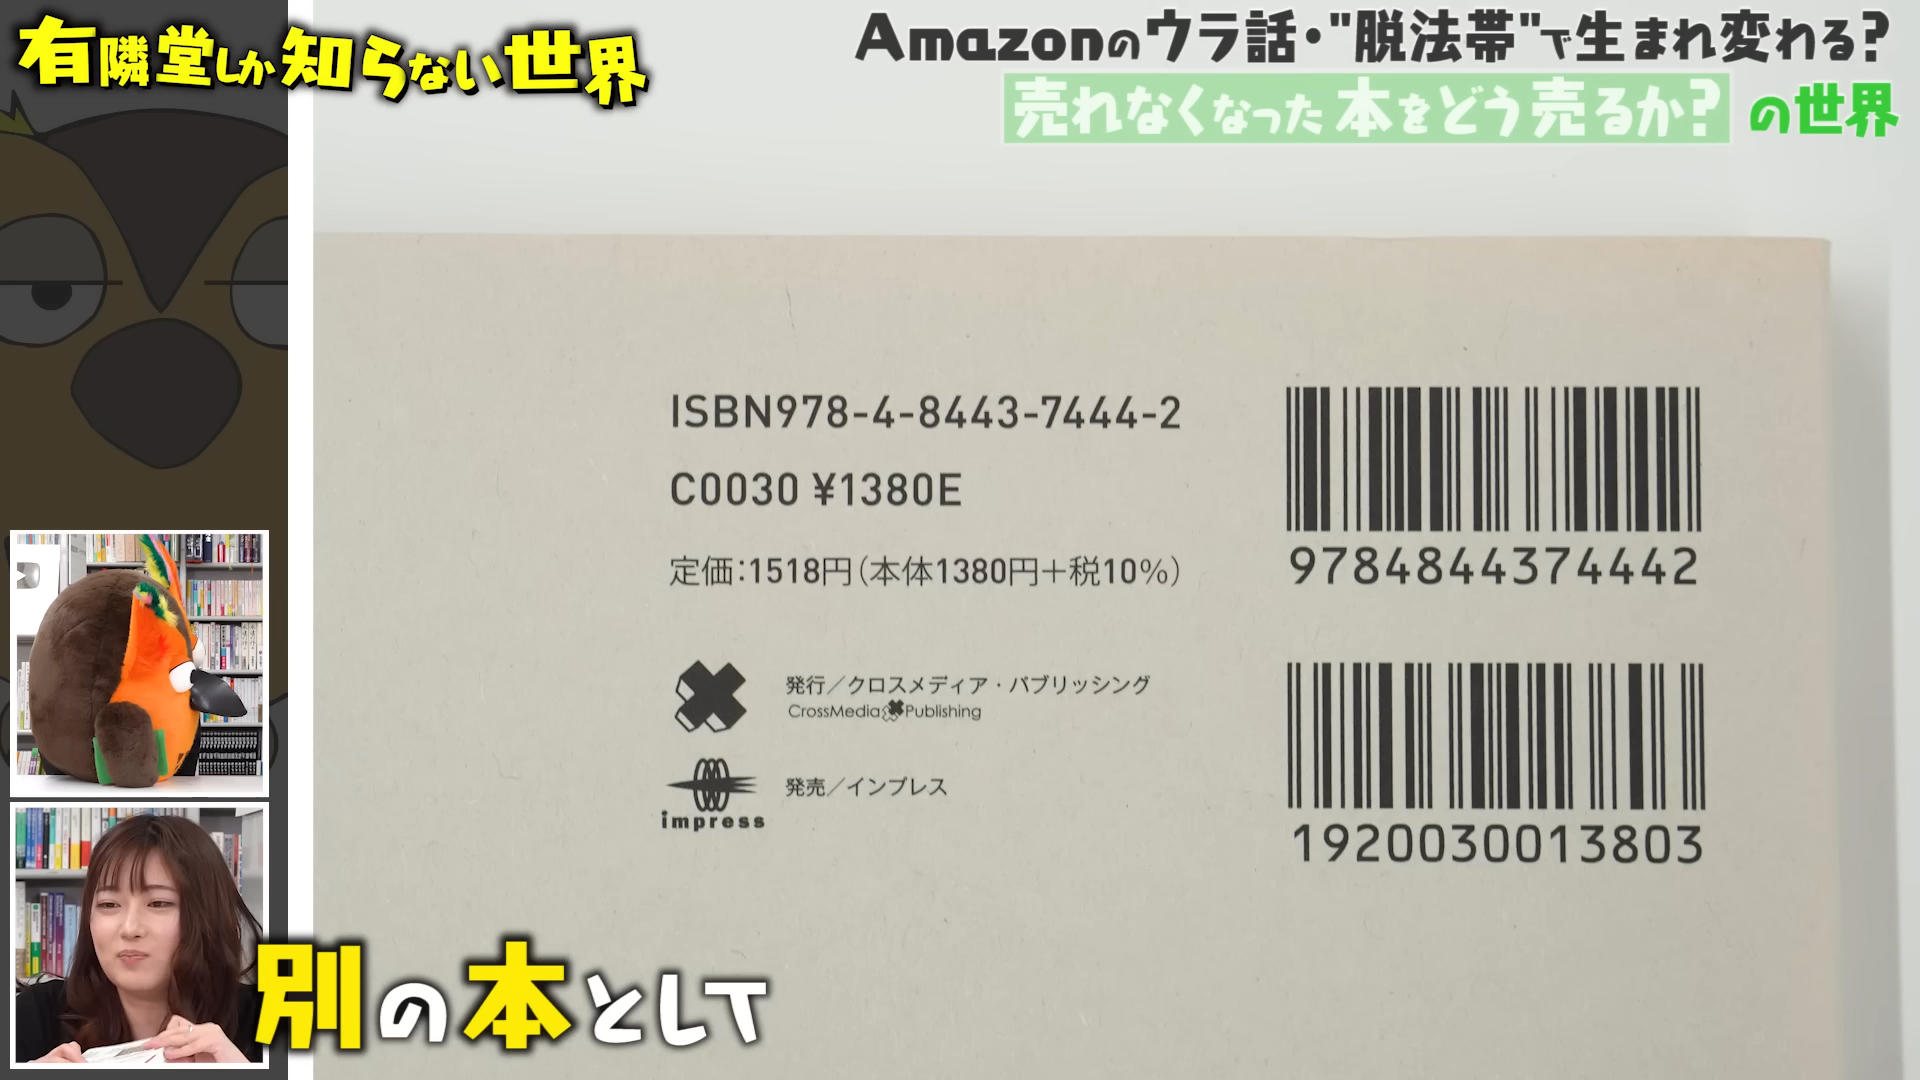 有隣堂しか知らない世界
Amazonのウラ話・"脱法帯"で生まれ変わる?
売れなくなった本をどう売るか?の世界
ISBN978-4-8443-7444-2
C0030 ¥1380E
定価:1518円(本体1380円+税10%)
9784844374442
発行/クロスメディア・パブリッシング
CrossMedia Publishing
発売/インプレス
impress
1920030013803
別の本として